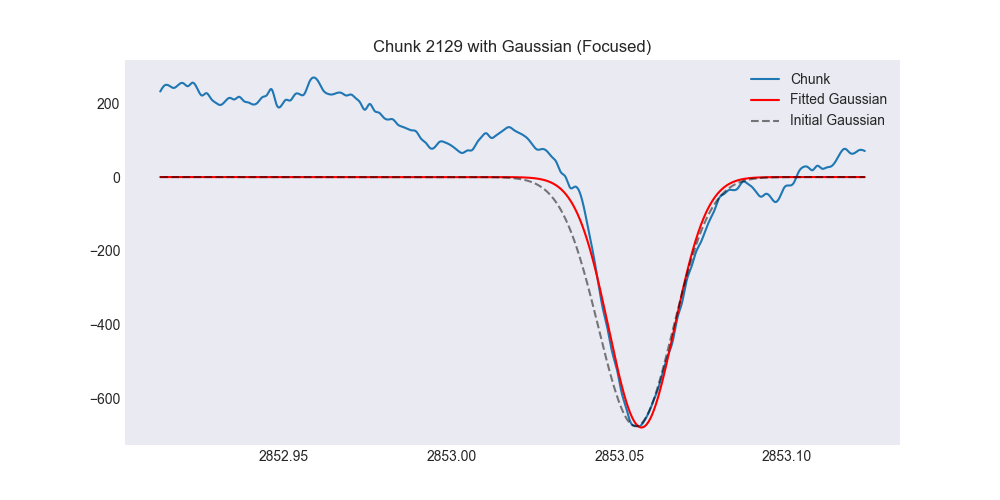 Chunk 2129 with Gaussian (Focused)
Chunk
Fitted Gaussian
Initial Gaussian
200
0
−200
−400
−600
2852.95
2853.00
2853.05
2853.10